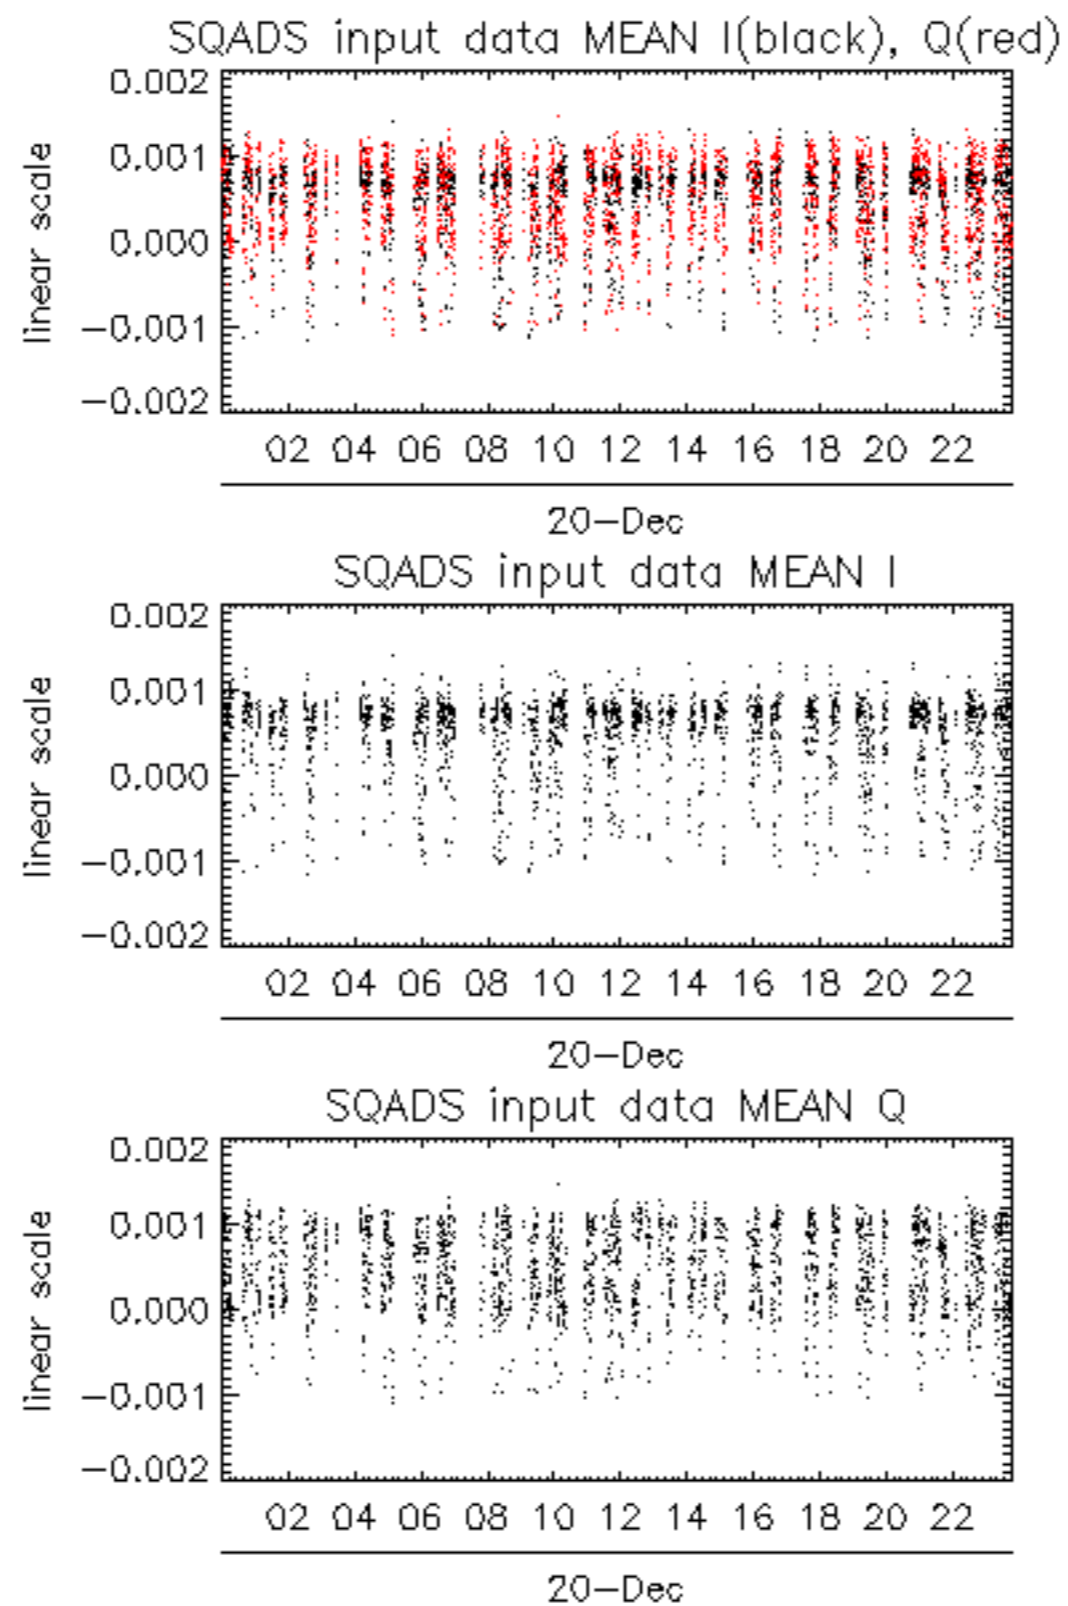 SQADS input data MEAN I(black), Q(red)
0.002
0.001
0.000
−0.001
−0.002
linear scale
02 04 06 08 10 12 14 16 18 20 22
20−Dec
SQADS input data MEAN I
0.002
0.001
0.000
−0.001
−0.002
linear scale
02 04 06 08 10 12 14 16 18 20 22
20−Dec
SQADS input data MEAN Q
0.002
0.001
0.000
−0.001
−0.002
linear scale
02 04 06 08 10 12 14 16 18 20 22
20−Dec